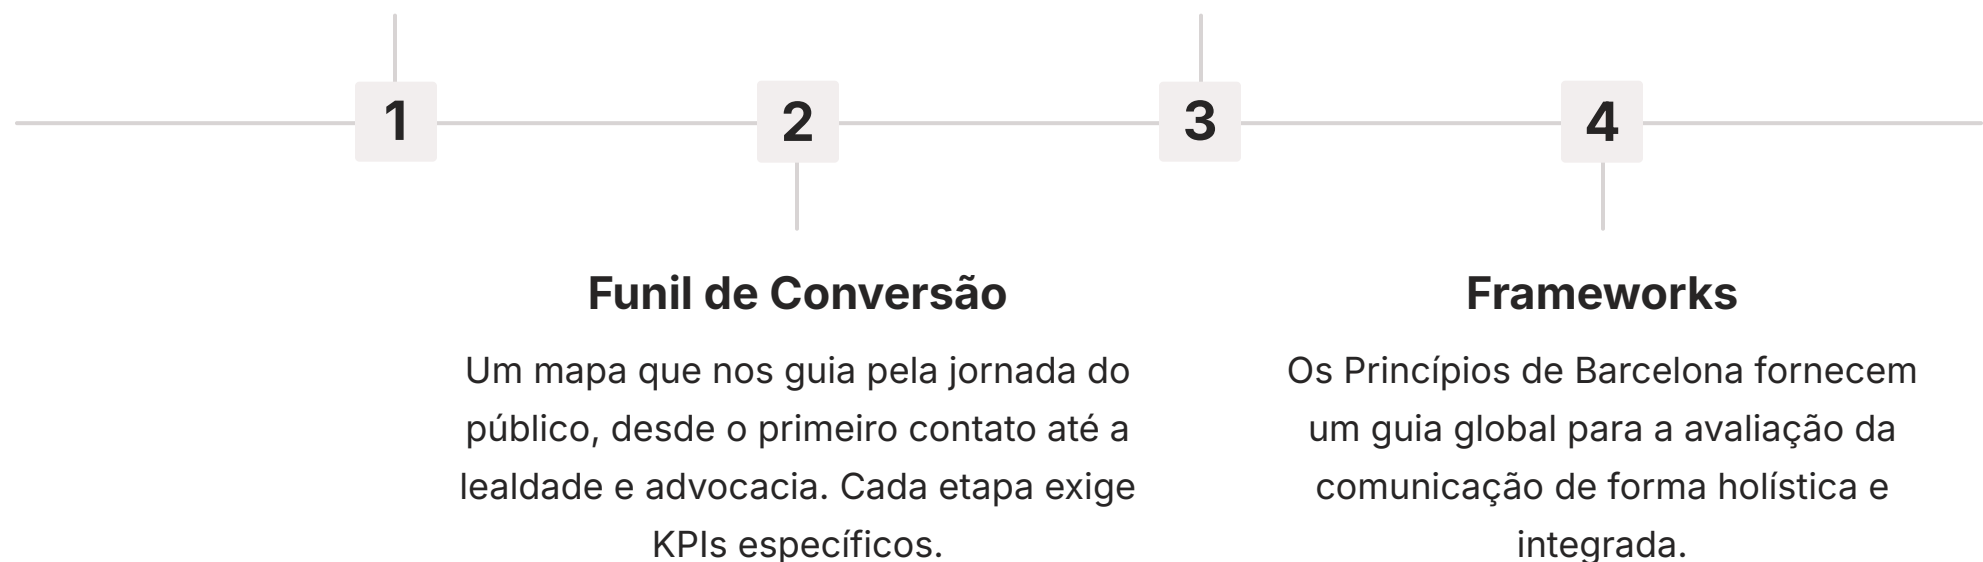 1
2
3
4
Funil de Conversão
Um mapa que nos guia pela jornada do
público, desde o primeiro contato até a
lealdade e advocacia. Cada etapa exige
KPIs específicos.
Frameworks
Os Princípios de Barcelona fornecem
um guia global para a avaliação da
comunicação de forma holística e
integrada.